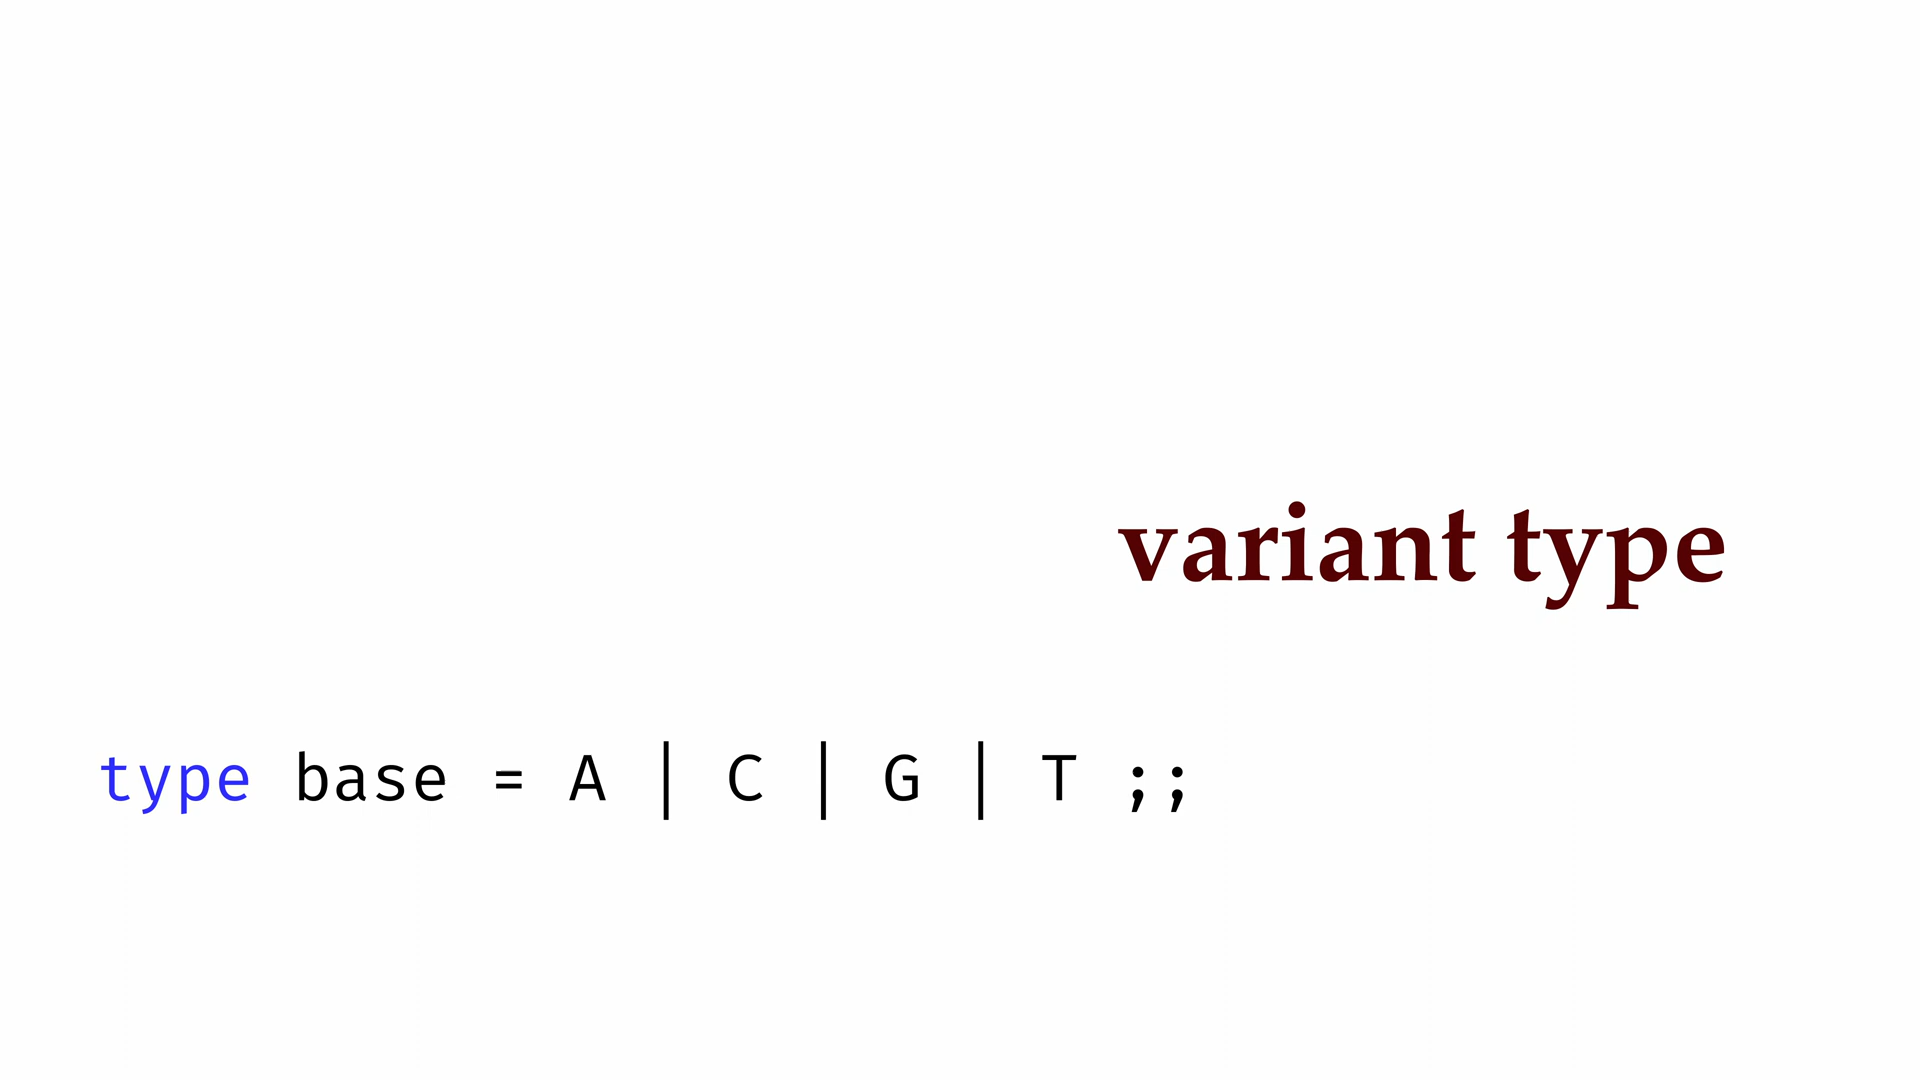 variant type
type base = A | C | G | T ;;